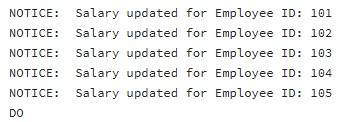 NOTICE:  Salary updated for Employee ID: 101
NOTICE:  Salary updated for Employee ID: 102
NOTICE:  Salary updated for Employee ID: 103
NOTICE:  Salary updated for Employee ID: 104
NOTICE:  Salary updated for Employee ID: 105
DO